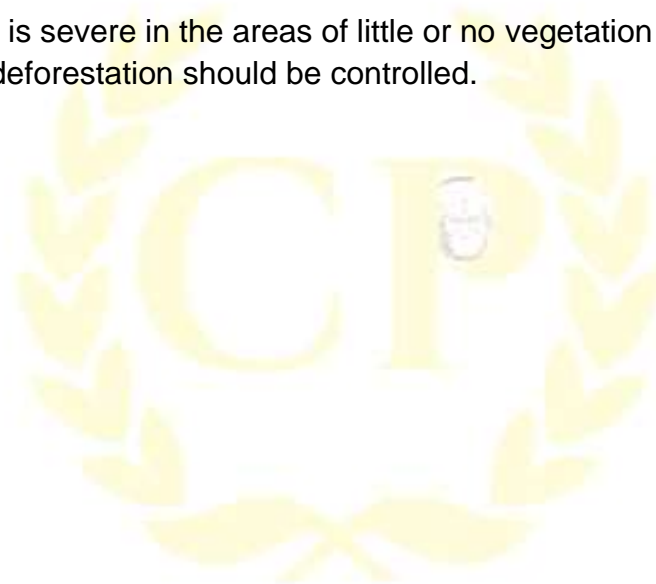 is severe in the areas of little or no vegetation
deforestation should be controlled.
CP